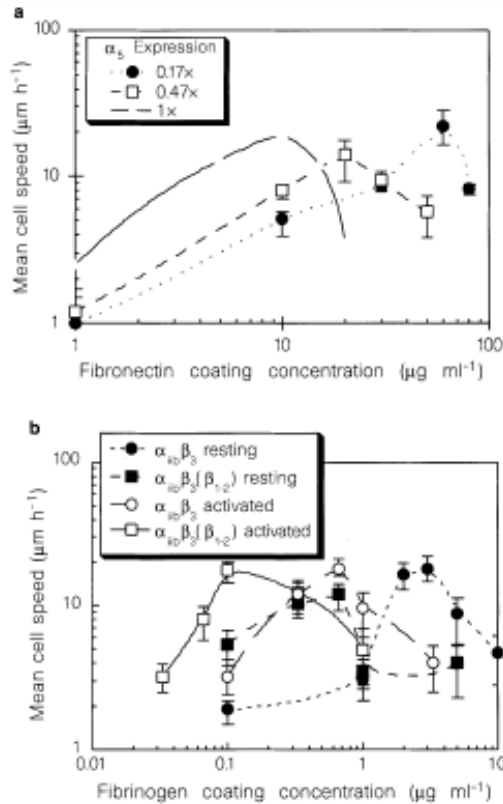 a
100
α₅ Expression
0.17x
0.47x
1x
10
1
1
10
100
Mean cell speed (μm h⁻¹)
Fibronectin coating concentration (μg ml⁻¹)
b
100
αIIbβ₃ resting
αIIbβ₃(β₁₋₂) resting
αIIbβ₃ activated
αIIbβ₃(β₁₋₂) activated
10
1
0.01
0.1
1
10
Mean cell speed (μm h⁻¹)
Fibrinogen coating concentration (μg ml⁻¹)